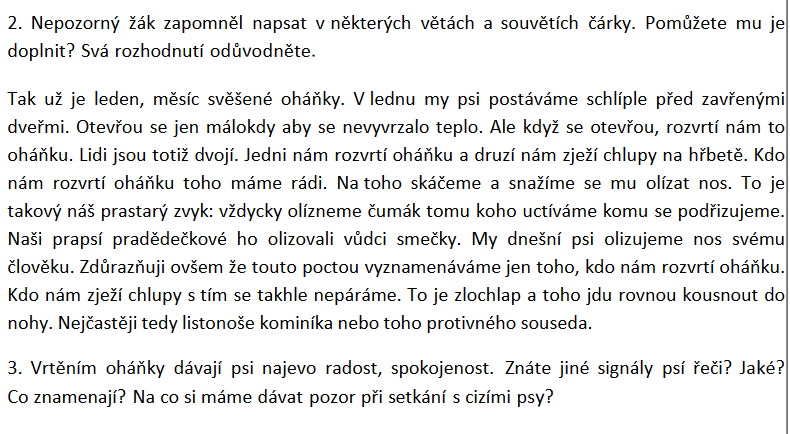 2. Nepozorný žák zapomněl napsat v některých větách a souvětích čárky. Pomůžete mu je
doplnit? Svá rozhodnutí odůvodněte.
Tak už je leden, měsíc svěšené oháňky. V lednu my psi postáváme schlíple před zavřenými
dveřmi. Otevřou se jen málokdy aby se nevyvrzalo teplo. Ale když se otevřou, rozvrtí nám to
oháňku. Lidi jsou totiž dvojí. Jedni nám rozvrtí oháňku a druzí nám zježí chlupy na hřbetě. Kdo
nám rozvrtí oháňku toho máme rádi. Na toho skáčeme a snažíme se mu olízat nos. To je
takový náš prastarý zvyk: vždycky olízneme čumák tomu koho uctíváme komu se podřizujeme.
Naši prapsí pradědečkové ho olizovali vůdci smečky. My dnešní psi olizujeme nos svému
člověku. Zdůrazňuji ovšem že touto poctou vyznamenáváme jen toho, kdo nám rozvrtí oháňku.
Kdo nám zježí chlupy s tím se takhle nepáráme. To je zlochlap a toho jdu rovnou kousnout do
nohy. Nejčastěji tedy listonoše kominíka nebo toho protivného souseda.
3. Vrtěním oháňky dávají psi najevo radost, spokojenost. Znáte jiné signály psí řeči? Jaké?
Co znamenají? Na co si máme dávat pozor při setkání s cizími psy?